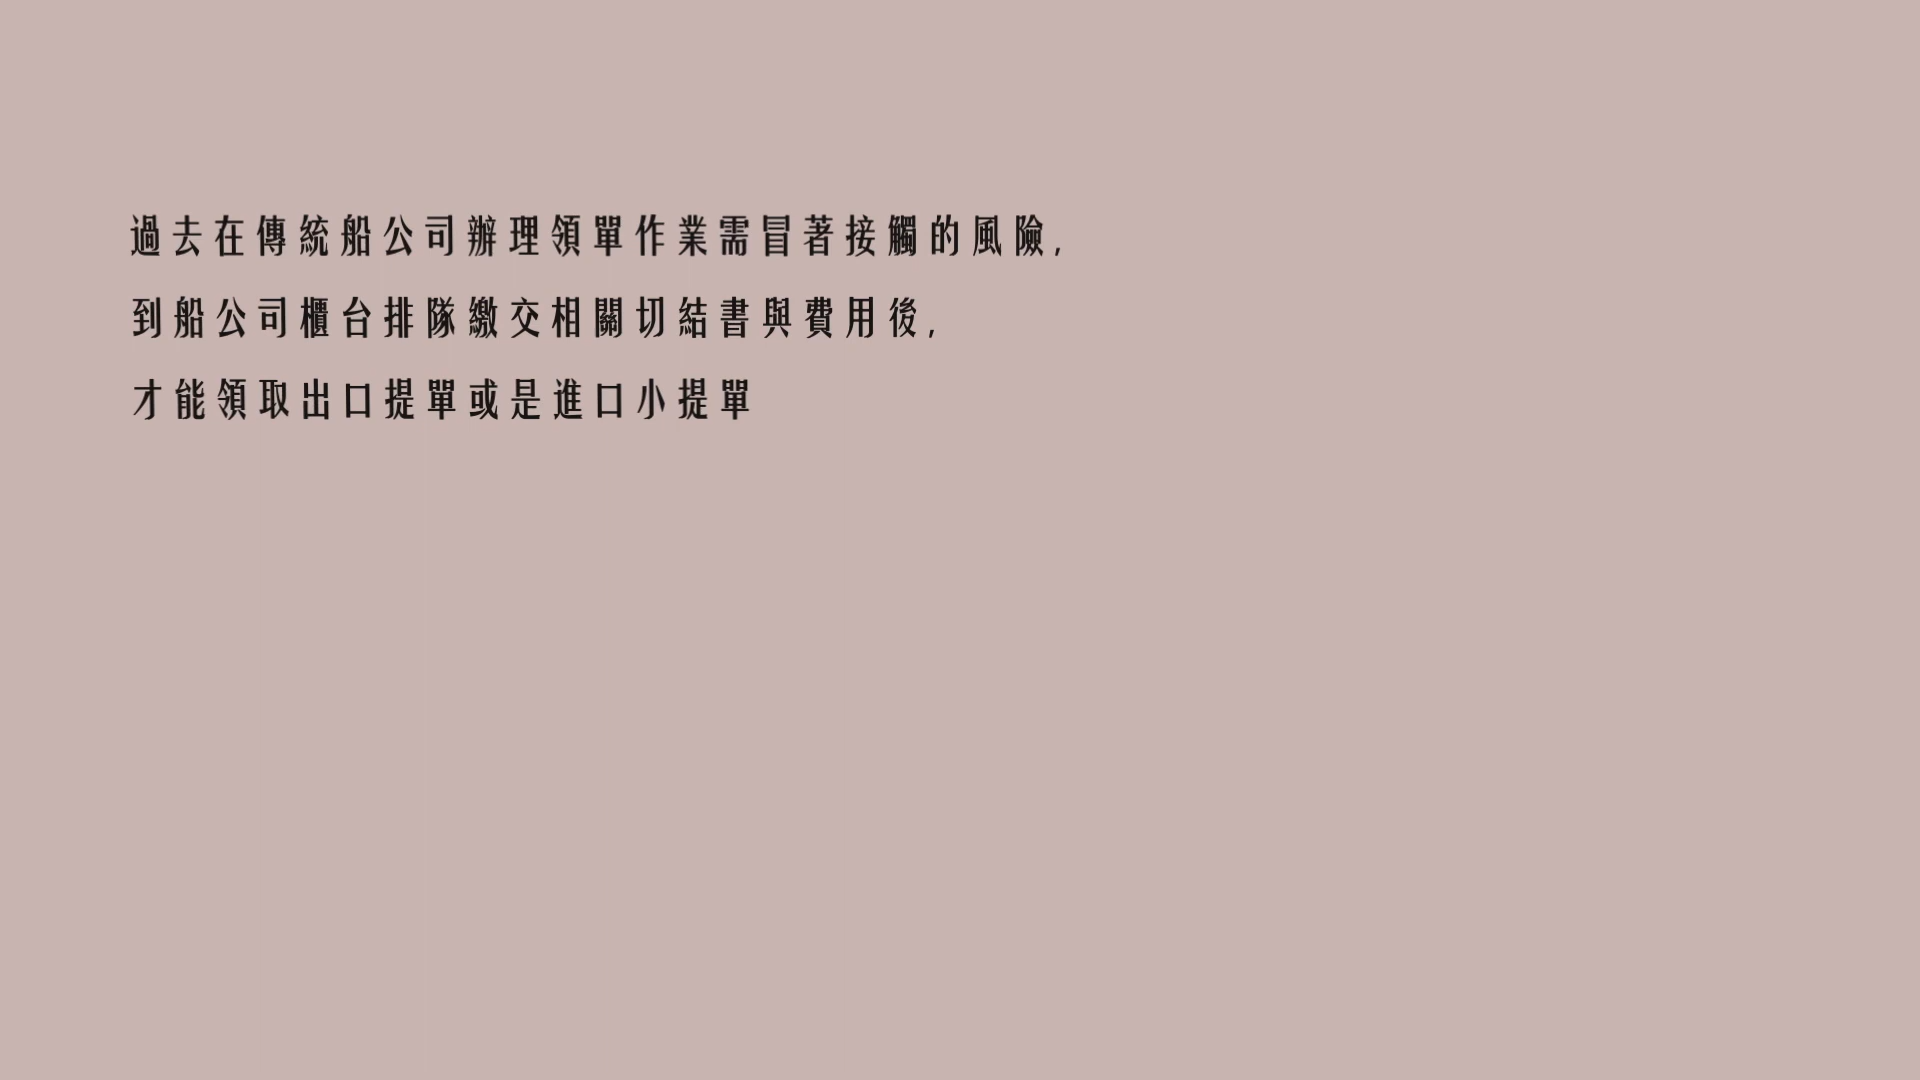 過去在傳統船公司辦理領單作業需冒著接觸的風險,
到船公司櫃台排隊繳交相關切結書與費用後,
才能領取出口提單或是進口小提單